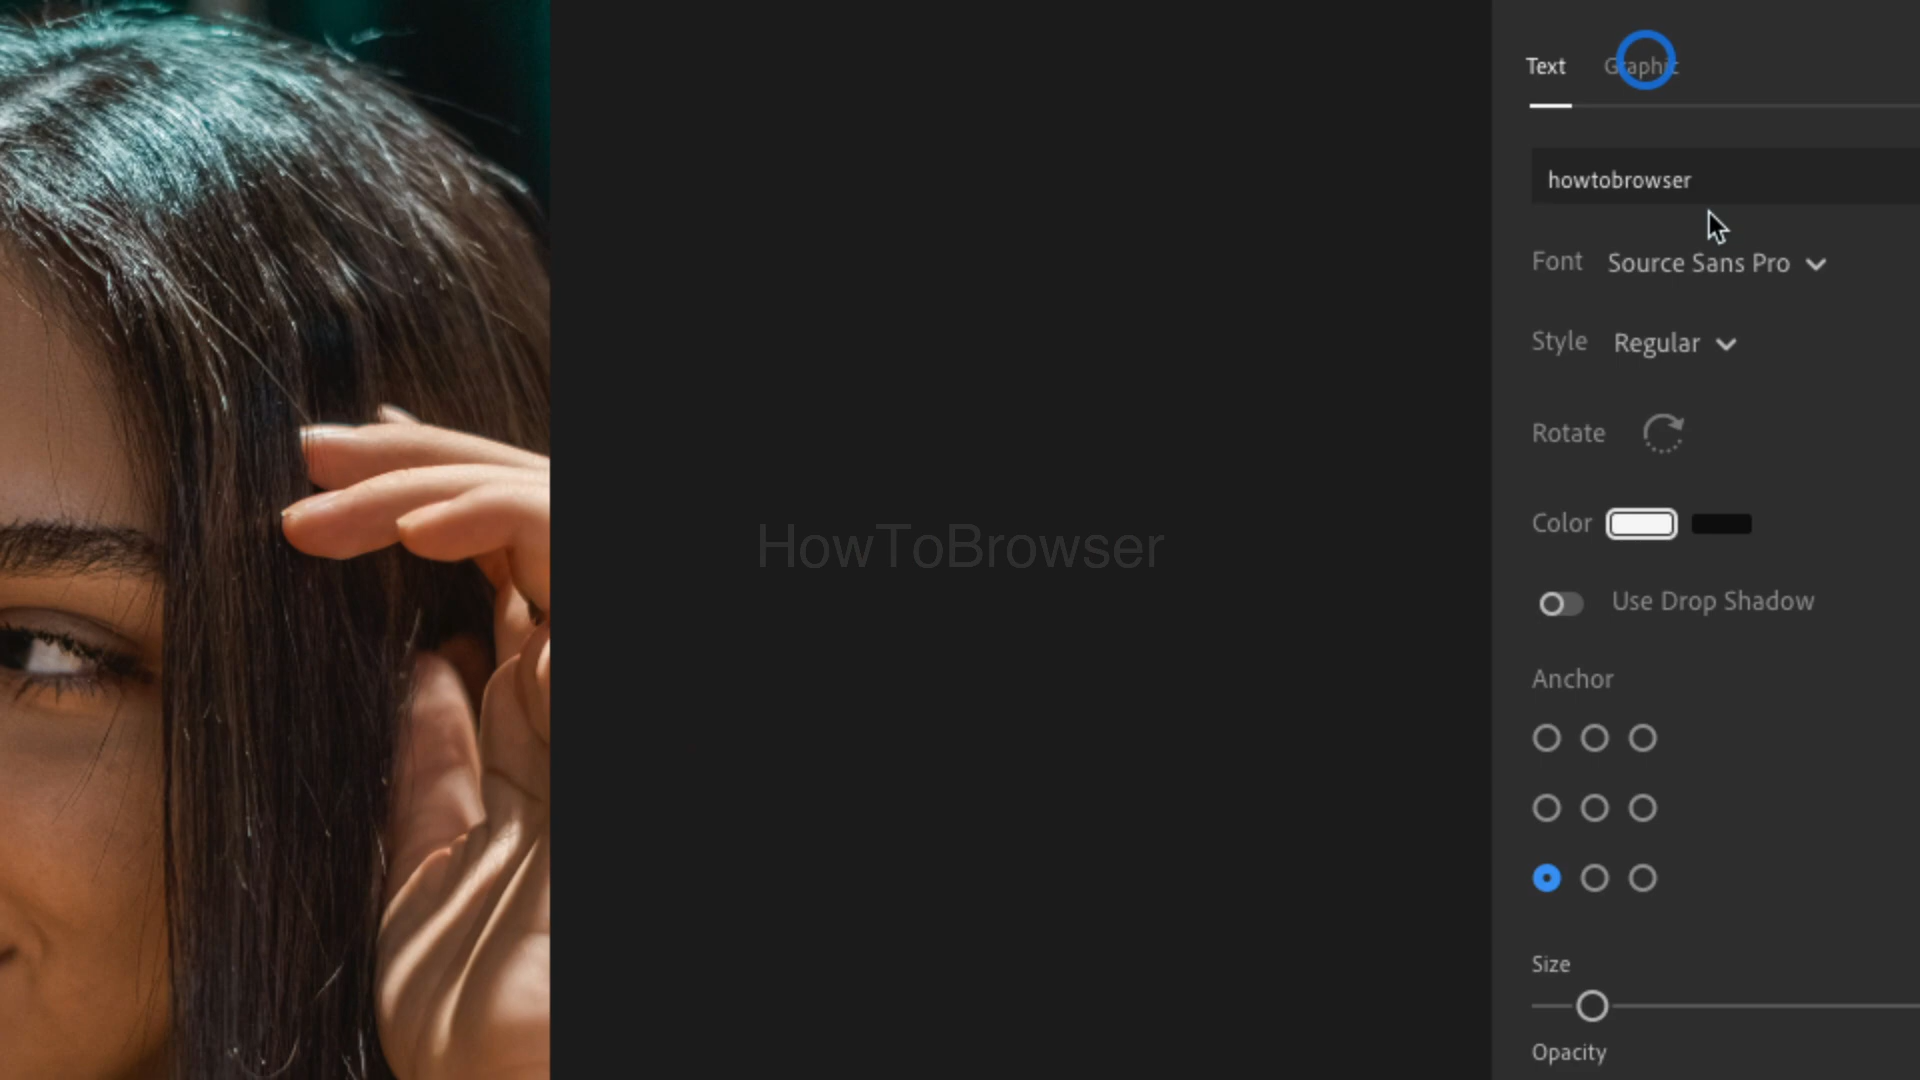 Text Graphic
howtobrowser
Font Source Sans Pro
Style Regular
Rotate
Color
HowToBrowser
Use Drop Shadow
Anchor
Size
Opacity